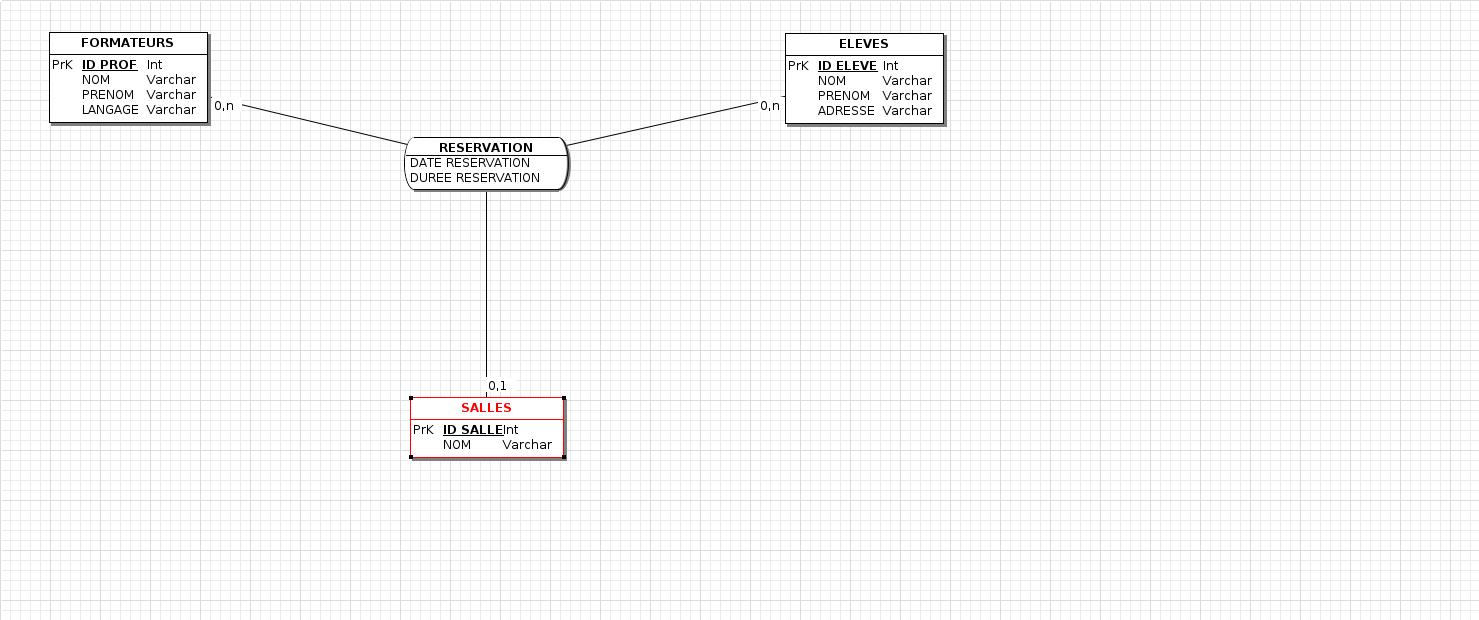 FORMATEURS
PrK ID PROF Int
NOM Varchar
PRENOM Varchar
LANGAGE Varchar
0,n
ELEVES
PrK ID ELEVE Int
NOM Varchar
PRENOM Varchar
ADRESSE Varchar
0,n
RESERVATION
DATE RESERVATION
DUREE RESERVATION
0,1
SALLES
PrK ID SALLE Int
NOM Varchar